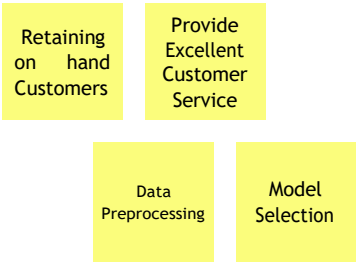 Retaining
on hand
Customers
Provide
Excellent
Customer
Service
Data
Preprocessing
Model
Selection